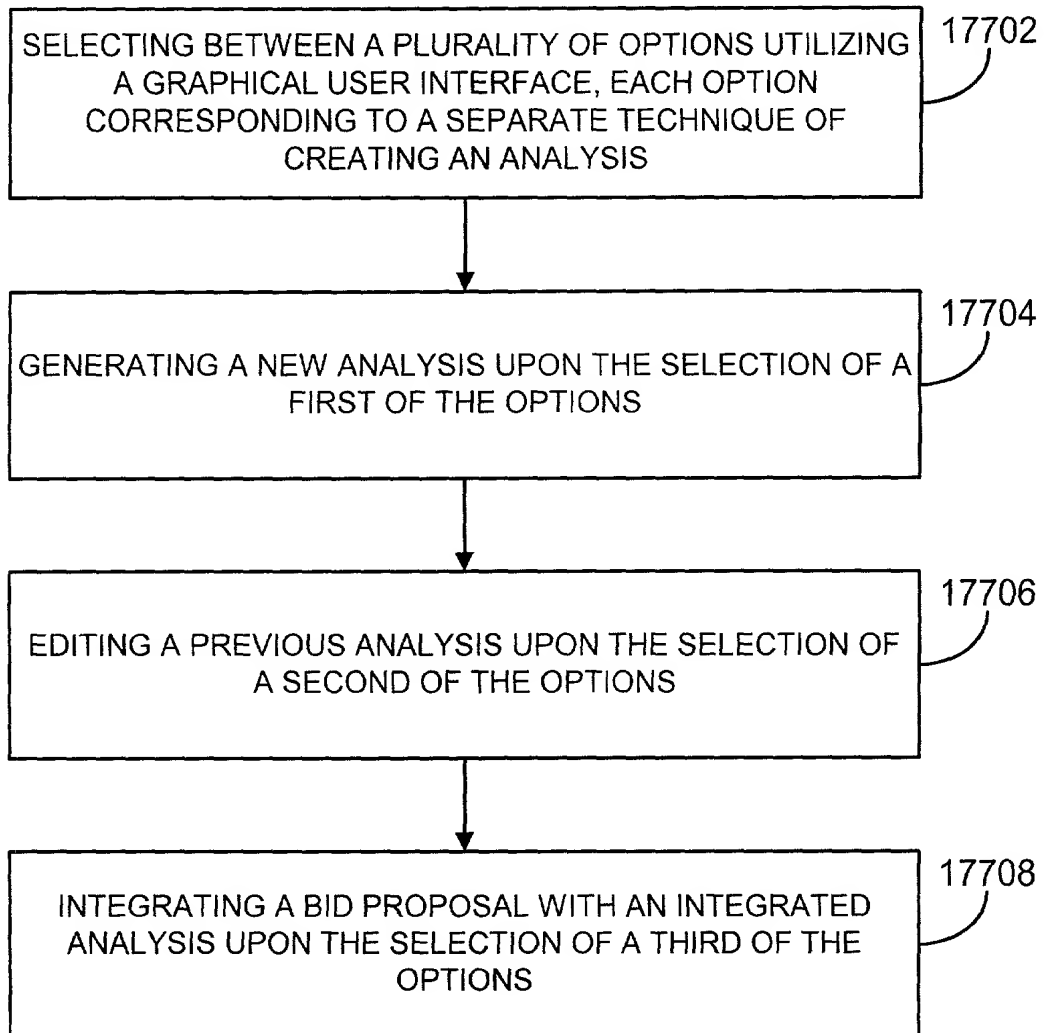 SELECTING BETWEEN A PLURALITY OF OPTIONS UTILIZING
A GRAPHICAL USER INTERFACE, EACH OPTION
CORRESPONDING TO A SEPARATE TECHNIQUE OF
CREATING AN ANALYSIS
17702
GENERATING A NEW ANALYSIS UPON THE SELECTION OF A
FIRST OF THE OPTIONS
17704
EDITING A PREVIOUS ANALYSIS UPON THE SELECTION OF
A SECOND OF THE OPTIONS
17706
INTEGRATING A BID PROPOSAL WITH AN INTEGRATED
ANALYSIS UPON THE SELECTION OF A THIRD OF THE
OPTIONS
17708